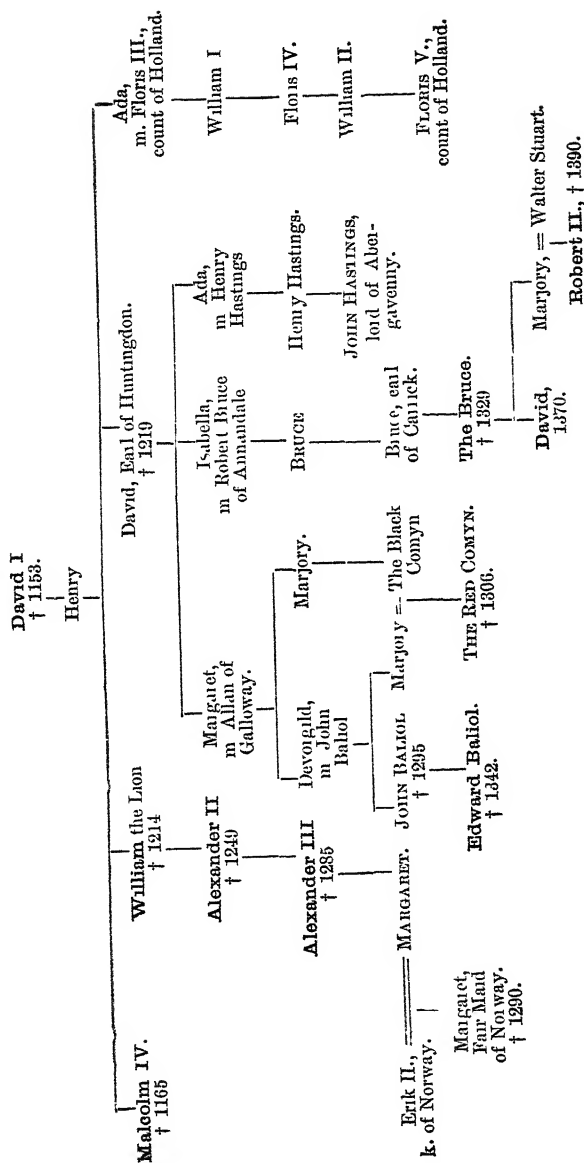 David I
† 1153.
Henry
Malcolm IV.
† 1165
William the Lion
† 1214
David, Earl of Huntingdon.
† 1219
Ada,
m. Floris III.,
count of Holland.
Alexander II
† 1249
Margaret,
m Allan of
Galloway.
Isabella,
m Robert Bruce
of Annandale
Ada,
m Henry
Hastings
William I
Alexander III
† 1285
Devorgild,
m John
Baliol
Marjory.
BRUCE
Henry Hastings.
Floris IV.
Erik II.,
k. of Norway.
MARGARET.
JOHN BALIOL
† 1295
Marjory = The Black
Comyn
Bruce, earl
of Carrick.
JOHN HASTINGS,
lord of Aber-
gavenny.
William II.
Margaret,
Fair Maid
of Norway.
† 1290.
Edward Baliol.
† 1342.
THE RED COMYN.
† 1306.
The Bruce.
† 1329
FLORIS V.,
count of Holland.
David,
1370.
Marjory, = Walter Stuart.
Robert II., † 1390.